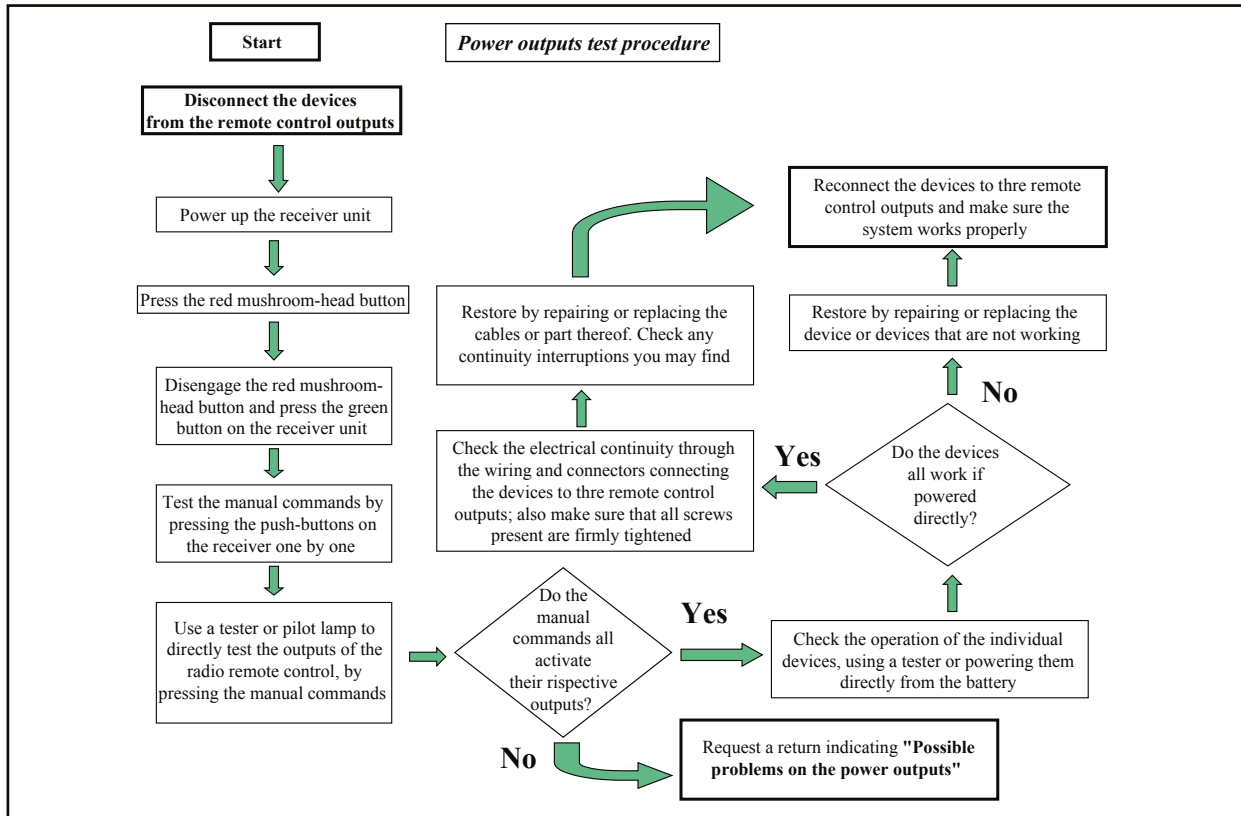 Start
Power outputs test procedure
Disconnect the devices
from the remote control outputs
Power up the receiver unit
Press the red mushroom-head button
Disengage the red mushroom-
head button and press the green
button on the receiver unit
Test the manual commands by
pressing the push-buttons on
the receiver one by one
Use a tester or pilot lamp to
directly test the outputs of the
radio remote control, by
pressing the manual commands
Do the
manual
commands all
activate
their rispective
outputs?
No
Request a return indicating "Possible
problems on the power outputs"
Yes
Check the operation of the individual
devices, using a tester or powering them
directly from the battery
Do the devices
all work if
powered
directly?
Yes
Check the electrical continuity through
the wiring and connectors connecting
the devices to thre remote control
outputs; also make sure that all screws
present are firmly tightened
Restore by repairing or replacing the
cables or part thereof. Check any
continuity interruptions you may find
No
Restore by repairing or replacing the
device or devices that are not working
Reconnect the devices to thre remote
control outputs and make sure the
system works properly